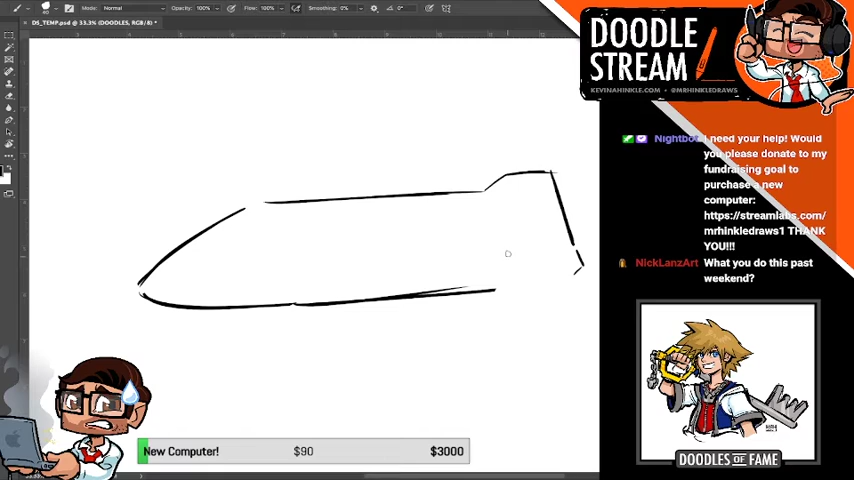 Mode: Normal
Opacity: 100%
Flow: 100%
Smoothing: 0%
0°
DS_TEMP.psd @ 33.3% (DOODLES, RGB/8) *
DOODLE
STREAM
KEVINAHINKLE.COM • @MRHINKLEDRAWS
Nightbot I need your help! Would
you please donate to my
fundraising goal to
purchase a new
computer:
https://streamlabs.com/
mrhinkledraws1 THANK
YOU!!!
NickLanzArt What you do this past
weekend?
New Computer! $90 $3000
DOODLES OF FAME